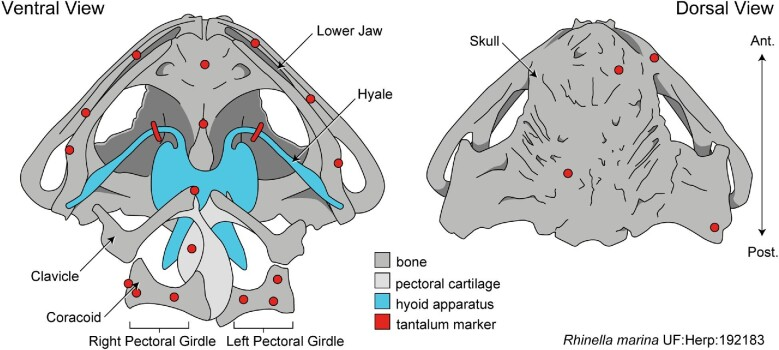 Ventral View
Dorsal View
Lower Jaw
Skull
Ant.
Hyale
Clavicle
Post.
bone
pectoral cartilage
Coracoid
hyoid apparatus
tantalum marker
Right Pectoral Girdle
Left Pectoral Girdle
Rhinella marina UF:Herp:192183